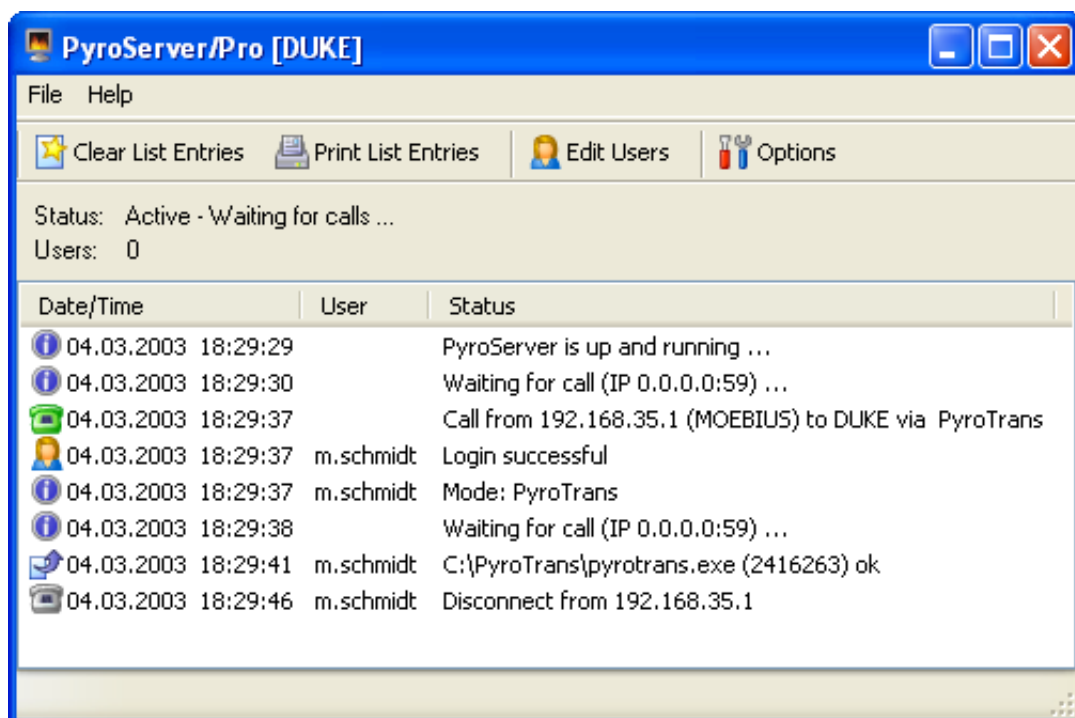 PyroServer/Pro [DUKE]
File Help
Clear List Entries Print List Entries Edit Users Options
Status: Active - Waiting for calls ...
Users: 0
Date/Time User Status
04.03.2003 18:29:29 PyroServer is up and running ...
04.03.2003 18:29:30 Waiting for call (IP 0.0.0.0:59) ...
04.03.2003 18:29:37 Call from 192.168.35.1 (MOEBIUS) to DUKE via PyroTrans
04.03.2003 18:29:37 m.schmidt Login successful
04.03.2003 18:29:37 m.schmidt Mode: PyroTrans
04.03.2003 18:29:38 Waiting for call (IP 0.0.0.0:59) ...
04.03.2003 18:29:41 m.schmidt C:\PyroTrans\pyrotrans.exe (2416263) ok
04.03.2003 18:29:46 m.schmidt Disconnect from 192.168.35.1